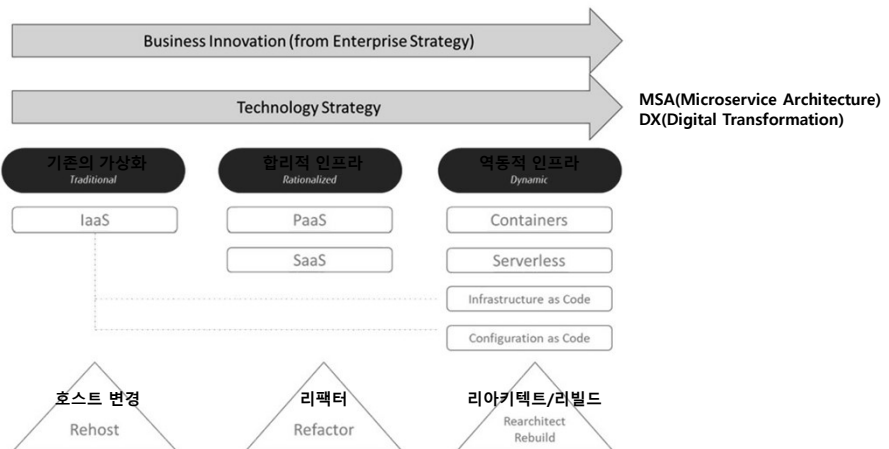 Business Innovation (from Enterprise Strategy)
Technology Strategy
MSA(Microservice Architecture)
DX(Digital Transformation)
기존의 가상화
Traditional
합리적 인프라
Rationalized
역동적 인프라
Dynamic
IaaS
PaaS
Containers
SaaS
Serverless
Infrastructure as Code
Configuration as Code
호스트 변경
Rehost
리팩터
Refactor
리아키텍트/리빌드
Rearchitect
Rebuild